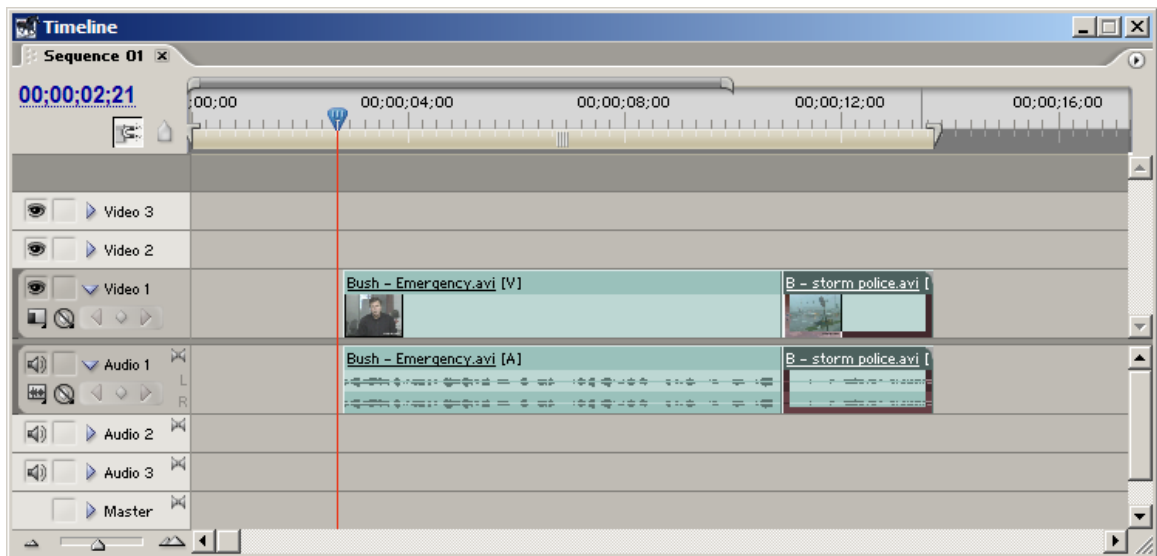 Timeline
Sequence 01
00;00;02;21
:00;00 00;00;04;00 00;00;08;00 00;00;12;00 00;00;16;00
Video 3
Video 2
Video 1
Bush - Emergency.avi [V] B - storm police.avi [
Audio 1
L
R
Bush - Emergency.avi [A] B - storm police.avi [
Audio 2
Audio 3
Master